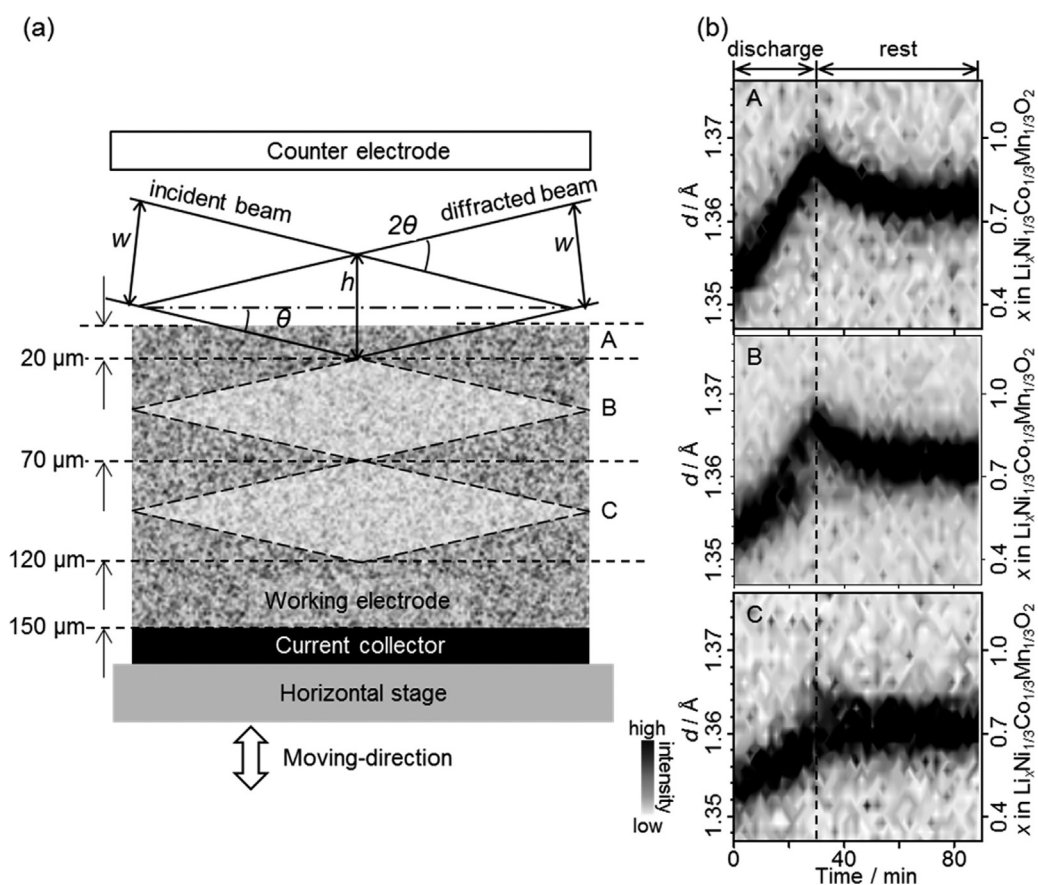 (a)
Counter electrode
incident beam
diffracted beam
w
2θ
w
h
θ
A
20 μm
B
70 μm
C
120 μm
Working electrode
150 μm
Current collector
Horizontal stage
Moving-direction
high
intensity
low
(b)
discharge
rest
A
d / Å
1.37
1.36
1.35
1.0
0.7
0.4
x in LiₓNi₁/₃Co₁/₃Mn₁/₃O₂
B
d / Å
1.37
1.36
1.35
1.0
0.7
0.4
x in LiₓNi₁/₃Co₁/₃Mn₁/₃O₂
C
d / Å
1.37
1.36
1.35
1.0
0.7
0.4
x in LiₓNi₁/₃Co₁/₃Mn₁/₃O₂
0
40
80
Time / min